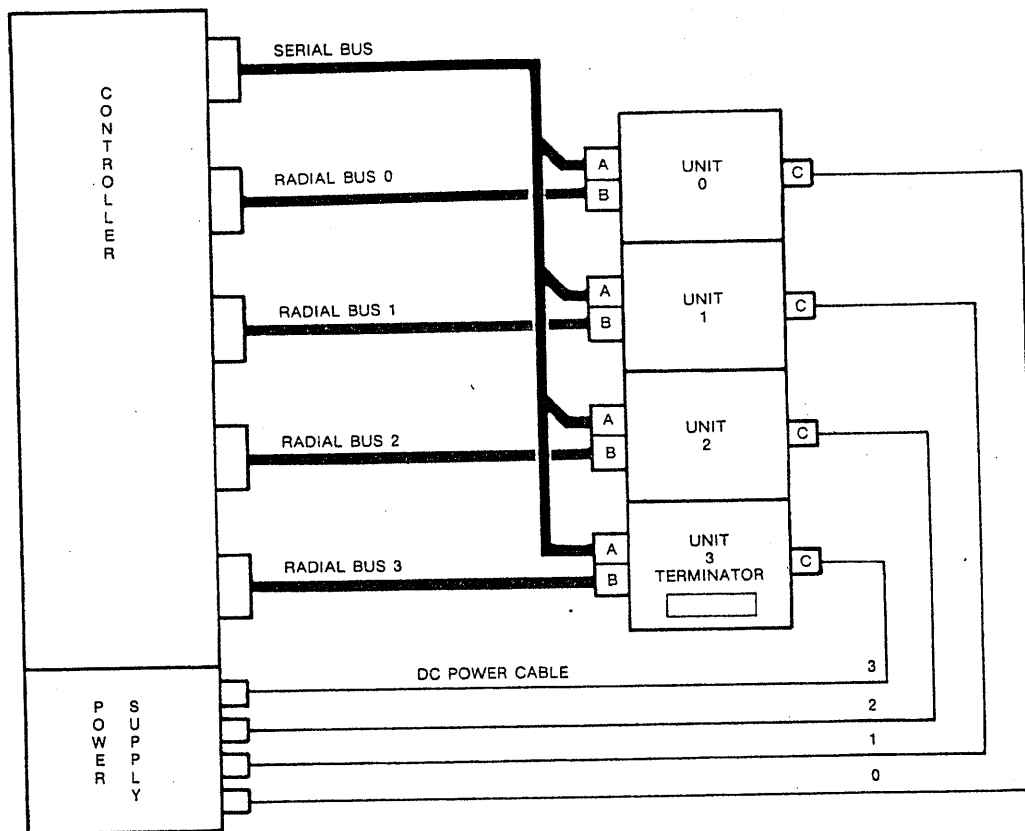 CONTROLLER
SERIAL BUS
RADIAL BUS 0
RADIAL BUS 1
RADIAL BUS 2
RADIAL BUS 3
A
B
UNIT
0
C
A
B
UNIT
1
C
A
B
UNIT
2
C
A
B
UNIT
3
TERMINATOR
C
POWER
SUPPLY
DC POWER CABLE
3
2
1
0